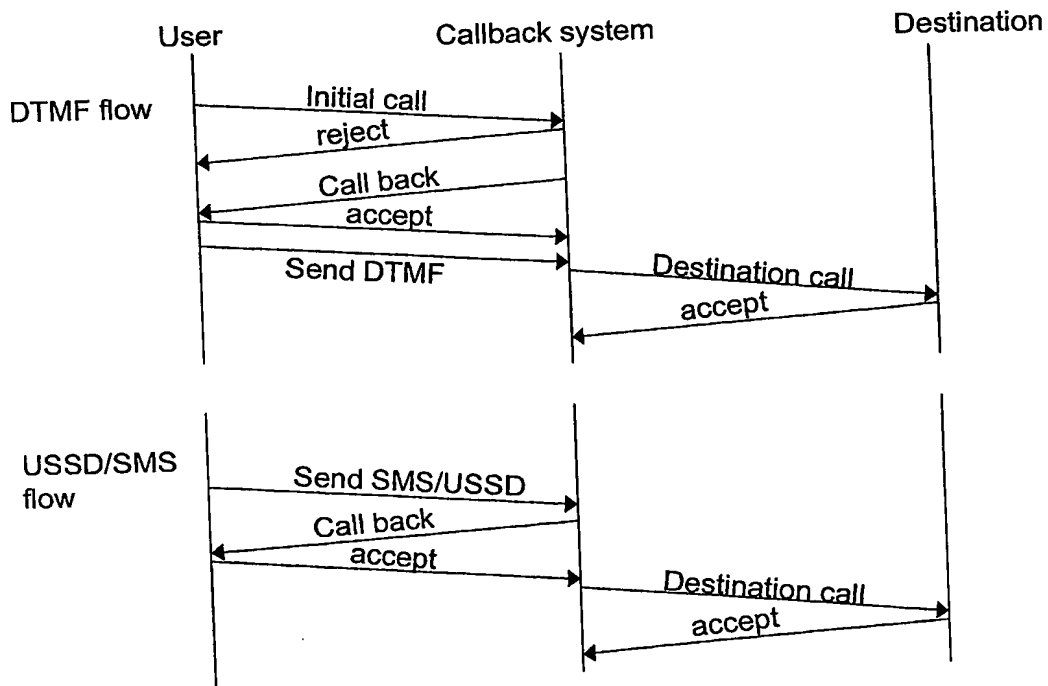 User
Callback system
Destination
DTMF flow
Initial call
reject
Call back
accept
Send DTMF
Destination call
accept
USSD/SMS
flow
Send SMS/USSD
Call back
accept
Destination call
accept